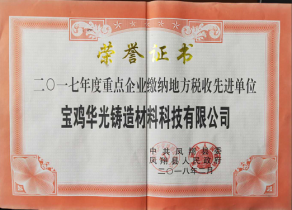 荣誉证书
二〇一七年度重点企业缴纳地方税收先进单位
宝鸡华光铸造材料科技有限公司
中共凤翔县委
凤翔县人民政府
二〇一八年二月